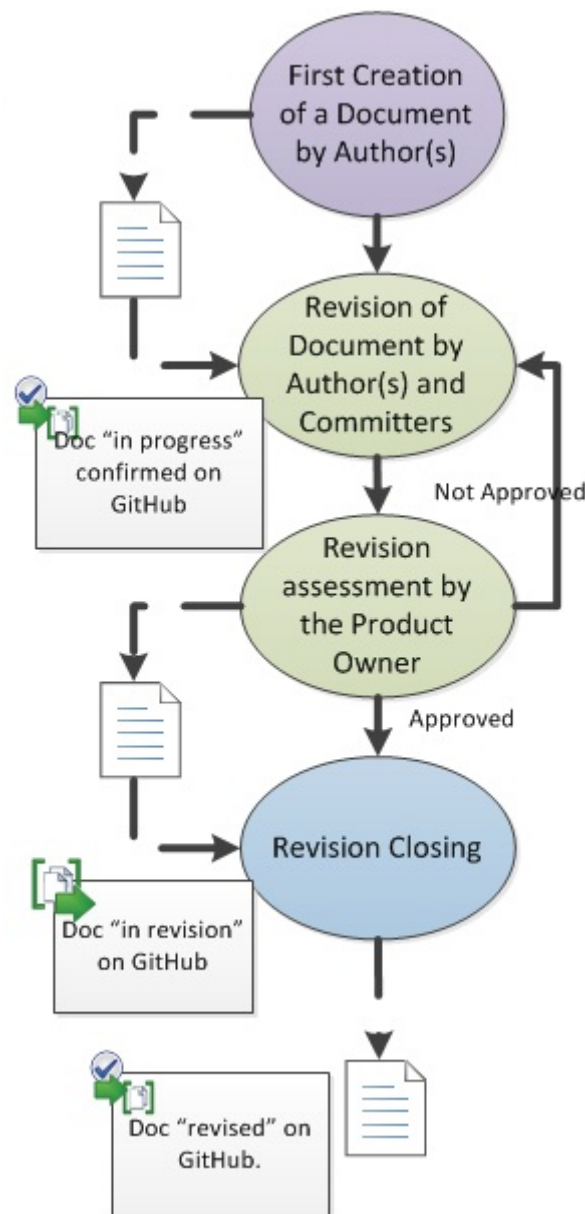 First Creation
of a Document
by Author(s)
Revision of
Document by
Author(s) and
Committers
Doc “in progress”
confirmed on
GitHub
Not Approved
Revision
assessment by
the Product
Owner
Approved
Revision Closing
Doc “in revision”
on GitHub
Doc “revised” on
GitHub.